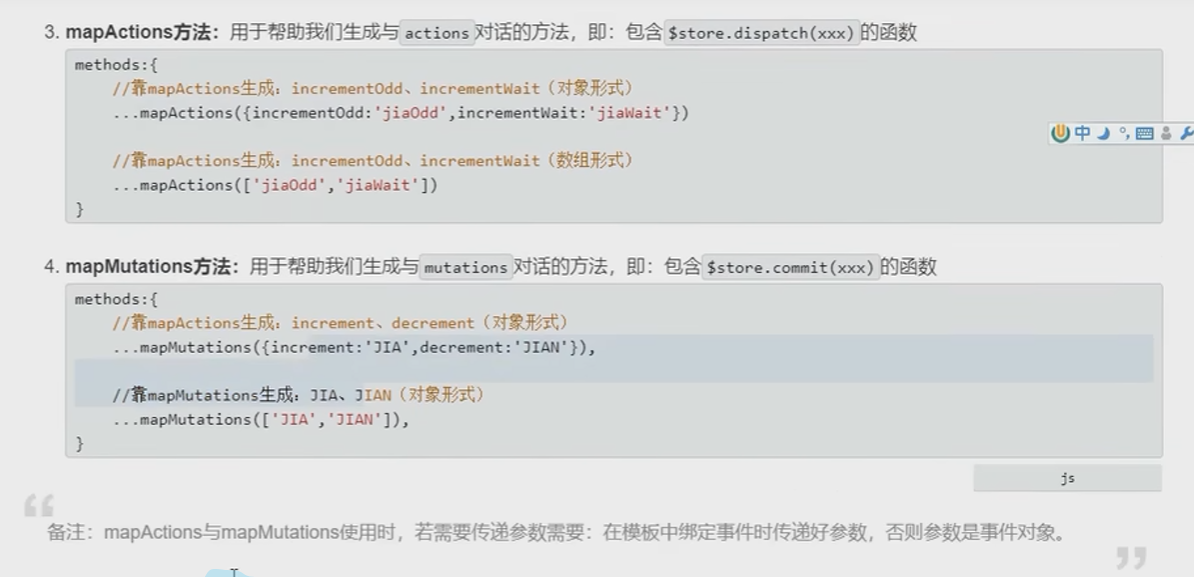 3. mapActions方法：用于帮助我们生成与actions对话的方法，即：包含$store.dispatch(xxx)的函数
methods:{
//靠mapActions生成：incrementOdd、incrementWait（对象形式）
...mapActions({incrementOdd:'jiaOdd',incrementWait:'jiaWait'})
//靠mapActions生成：incrementOdd、incrementWait（数组形式）
...mapActions(['jiaOdd','jiaWait'])
}
中
4. mapMutations方法：用于帮助我们生成与mutations对话的方法，即：包含$store.commit(xxx)的函数
methods:{
//靠mapActions生成：increment、decrement（对象形式）
...mapMutations({increment:'JIA',decrement:'JIAN'}),
//靠mapMutations生成：JIA、JIAN（对象形式）
...mapMutations(['JIA','JIAN']),
}
js
“
备注：mapActions与mapMutations使用时，若需要传递参数需要：在模板中绑定事件时传递好参数，否则参数是事件对象。
”